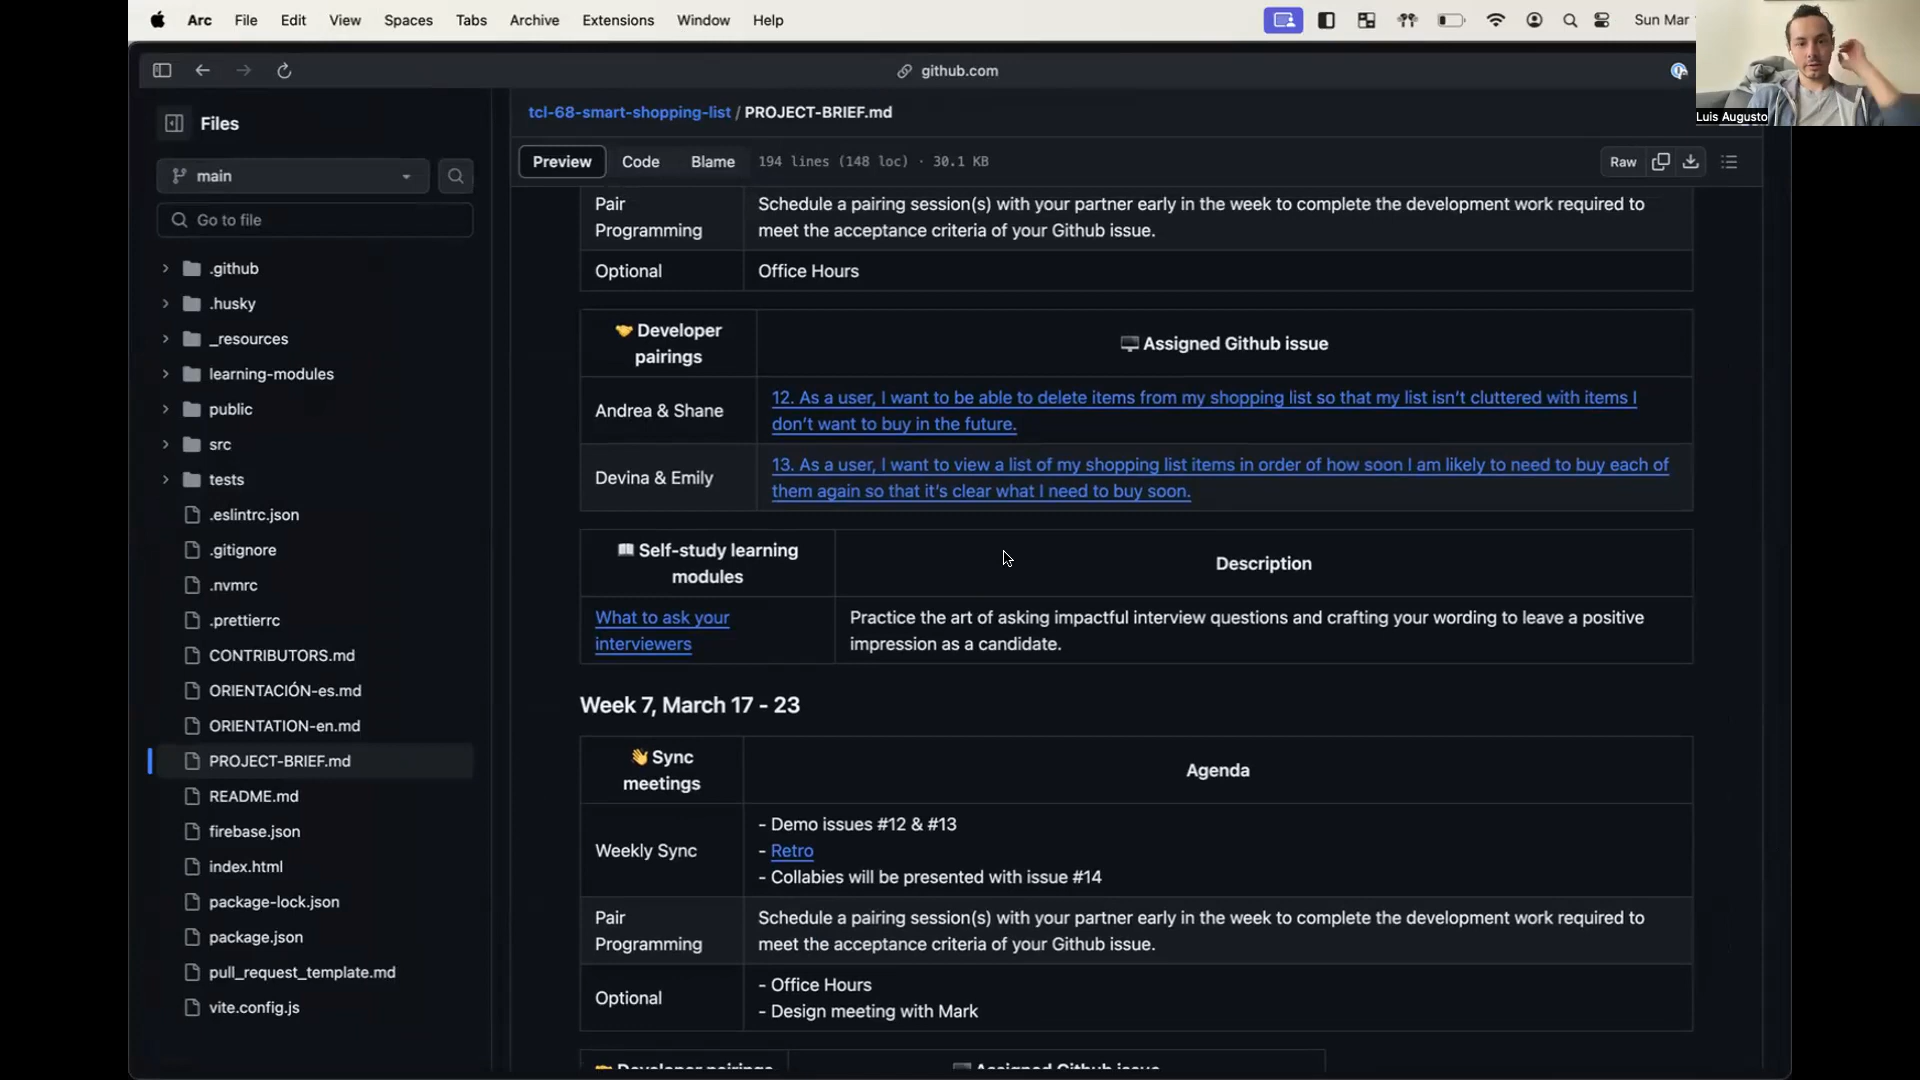 Arc File Edit View Spaces Tabs Archive Extensions Window Help Sun Mar
github.com
Luis Augusto
Files
main
Go to file
.github
.husky
_resources
learning-modules
public
src
tests
.eslintrc.json
.gitignore
.nvmrc
.prettierrc
CONTRIBUTORS.md
ORIENTACIÓN-es.md
ORIENTATION-en.md
PROJECT-BRIEF.md
README.md
firebase.json
index.html
package-lock.json
package.json
pull_request_template.md
vite.config.js
tcl-68-smart-shopping-list / PROJECT-BRIEF.md
Preview Code Blame 194 lines (148 loc) · 30.1 KB Raw
Pair
Programming
Schedule a pairing session(s) with your partner early in the week to complete the development work required to
meet the acceptance criteria of your Github issue.
Optional
Office Hours
🤝 Developer
pairings
🖥️ Assigned Github issue
Andrea & Shane
12. As a user, I want to be able to delete items from my shopping list so that my list isn’t cluttered with items I
don’t want to buy in the future.
Devina & Emily
13. As a user, I want to view a list of my shopping list items in order of how soon I am likely to need to buy each of
them again so that it’s clear what I need to buy soon.
📖 Self-study learning
modules
Description
What to ask your
interviewers
Practice the art of asking impactful interview questions and crafting your wording to leave a positive
impression as a candidate.
Week 7, March 17 - 23
👋 Sync
meetings
Agenda
Weekly Sync
- Demo issues #12 & #13
- Retro
- Collabies will be presented with issue #14
Pair
Programming
Schedule a pairing session(s) with your partner early in the week to complete the development work required to
meet the acceptance criteria of your Github issue.
Optional
- Office Hours
- Design meeting with Mark
🤝 Developer pairings
🖥️ Assigned Github issue